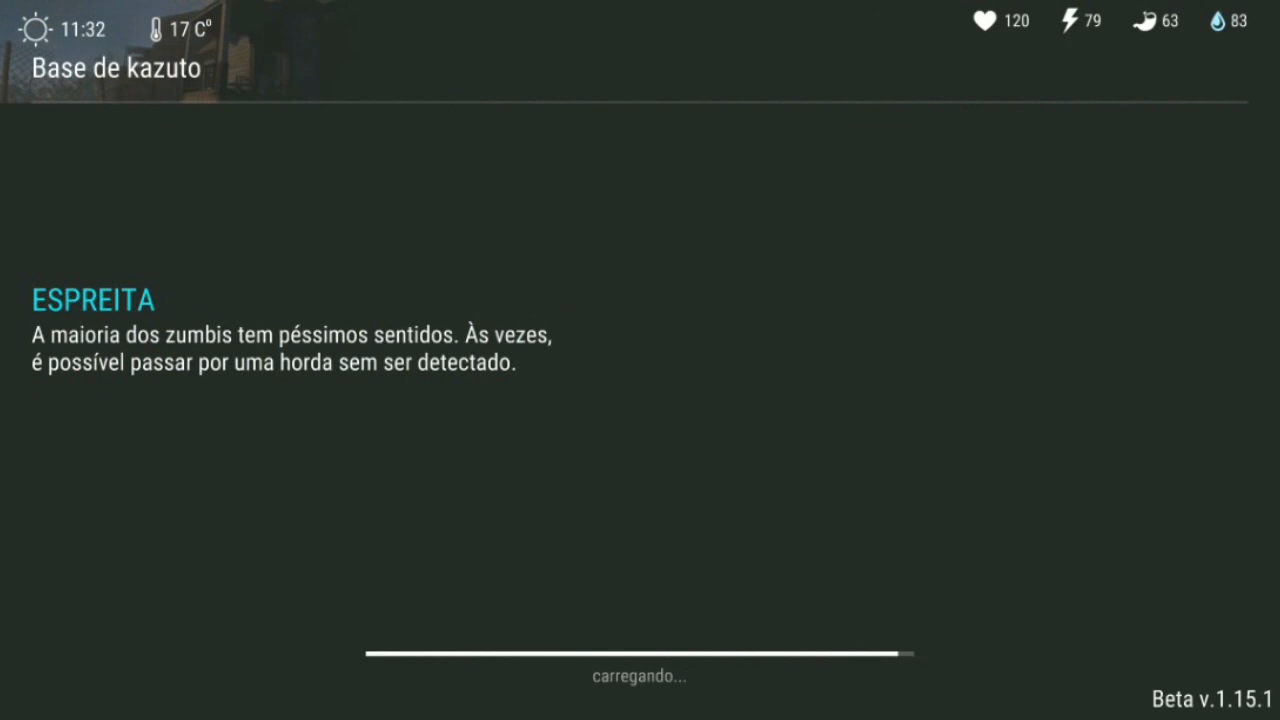 11:32 17 Cº 120 79 63 83
Base de kazuto
ESPREITA
A maioria dos zumbis tem péssimos sentidos. Às vezes,
é possível passar por uma horda sem ser detectado.
carregando...
Beta v.1.15.1